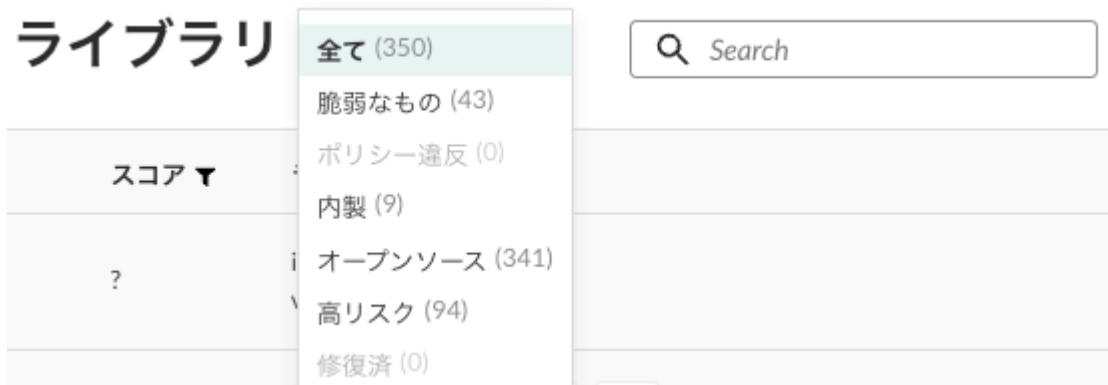 ライブラリ
全て (350)
Search
脆弱なもの (43)
ポリシー違反 (0)
スコア
内製 (9)
オープンソース (341)
?
高リスク (94)
修復済 (0)